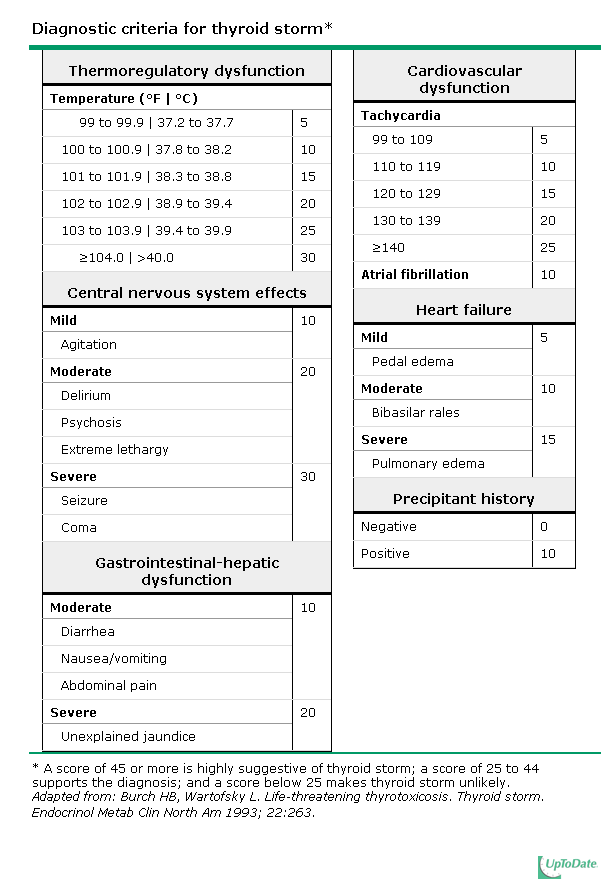 Diagnostic criteria for thyroid storm*
Thermoregulatory dysfunction
Temperature (°F | °C)
99 to 99.9 | 37.2 to 37.7 5
100 to 100.9 | 37.8 to 38.2 10
101 to 101.9 | 38.3 to 38.8 15
102 to 102.9 | 38.9 to 39.4 20
103 to 103.9 | 39.4 to 39.9 25
≥104.0 | >40.0 30
Central nervous system effects
Mild 10
Agitation
Moderate 20
Delirium
Psychosis
Extreme lethargy
Severe 30
Seizure
Coma
Gastrointestinal-hepatic
dysfunction
Moderate 10
Diarrhea
Nausea/vomiting
Abdominal pain
Severe 20
Unexplained jaundice
Cardiovascular
dysfunction
Tachycardia
99 to 109 5
110 to 119 10
120 to 129 15
130 to 139 20
≥140 25
Atrial fibrillation 10
Heart failure
Mild 5
Pedal edema
Moderate 10
Bibasilar rales
Severe 15
Pulmonary edema
Precipitant history
Negative 0
Positive 10
* A score of 45 or more is highly suggestive of thyroid storm; a score of 25 to 44
supports the diagnosis; and a score below 25 makes thyroid storm unlikely.
Adapted from: Burch HB, Wartofsky L. Life-threatening thyrotoxicosis. Thyroid storm.
Endocrinol Metab Clin North Am 1993; 22:263.
UpToDate